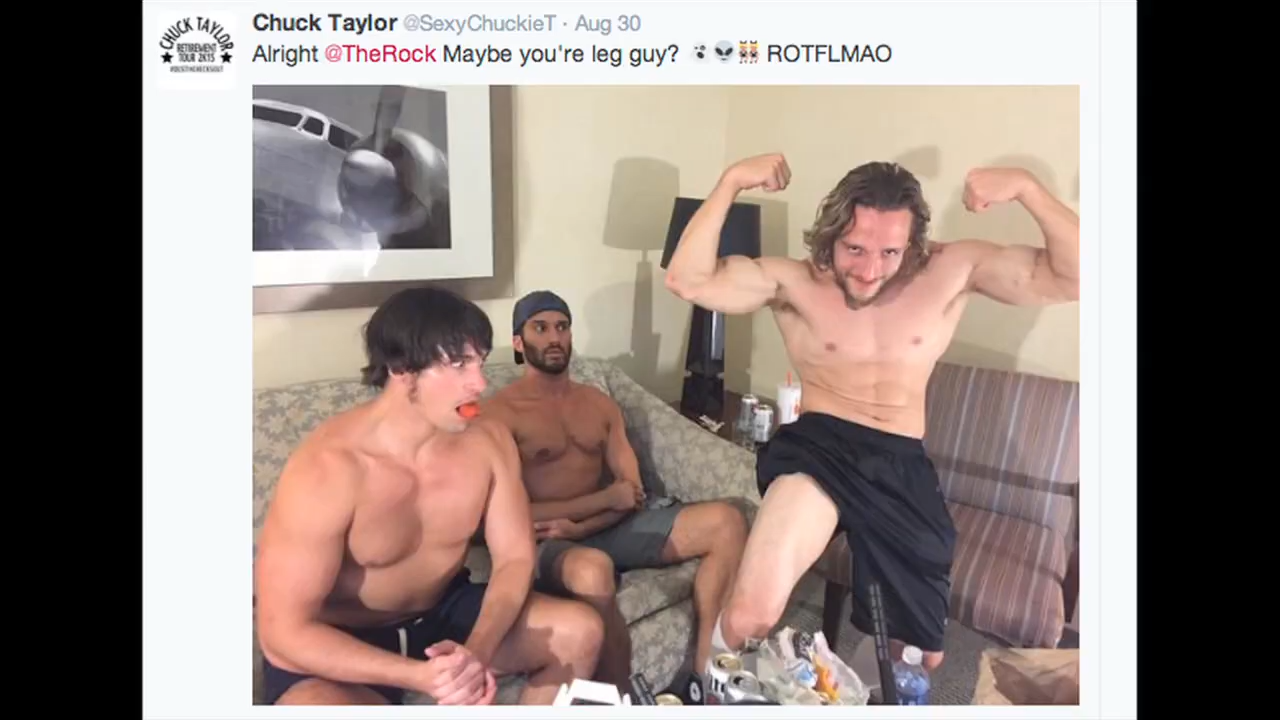 Chuck Taylor @SexyChuckieT · Aug 30
Alright @TheRock Maybe you're leg guy? ROTFLMAO
CHUCK TAYLOR
RETIREMENT
TOUR 2K15